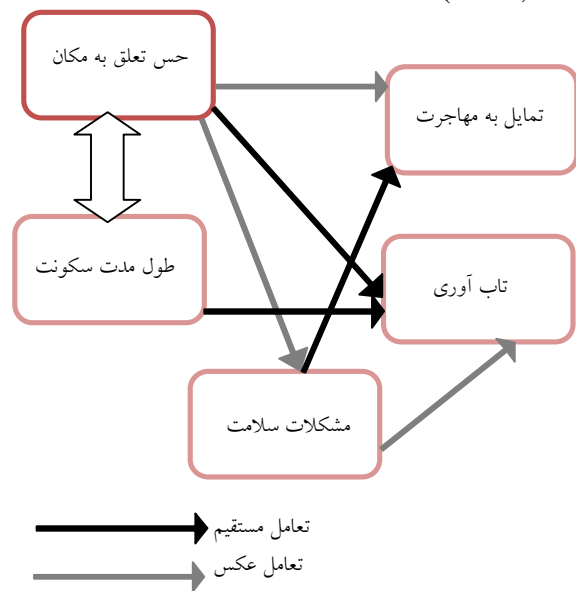 حس تعلق به مکان
تمایل به مهاجرت
طول مدت سکونت
تاب آوری
مشکلات سلامت
تعامل مستقیم
تعامل عکس